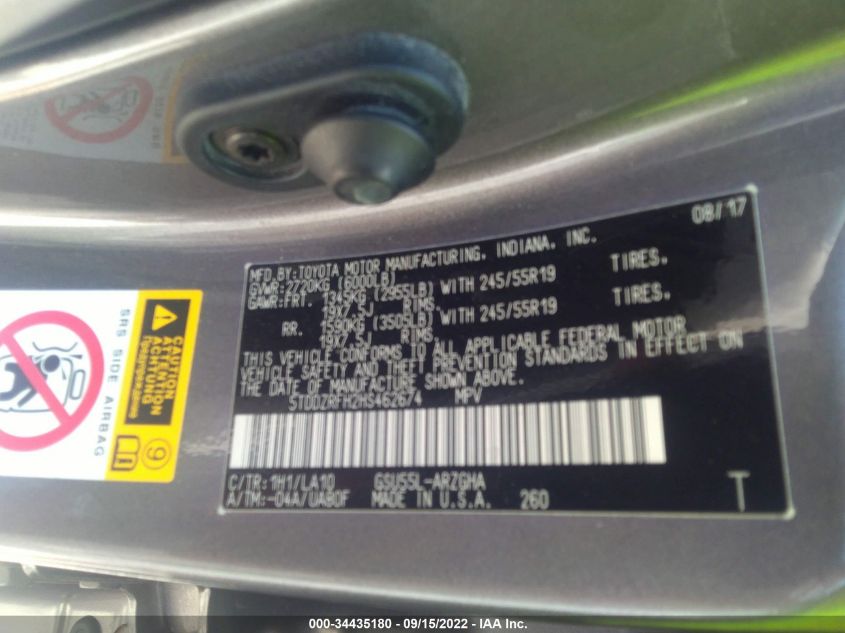 08/17
MFD.BY:TOYOTA MOTOR MANUFACTURING, INDIANA, INC.
GVWR:2720KG (6000LB)
GAWR:FRT. 1345KG (2955LB) WITH 245/55R19 TIRES.
19X7.5J RIMS
RR. 1590KG (3505LB) WITH 245/55R19 TIRES.
19X7.5J RIMS
THIS VEHICLE CONFORMS TO ALL APPLICABLE FEDERAL MOTOR
VEHICLE SAFETY AND THEFT PREVENTION STANDARDS IN EFFECT ON
THE DATE OF MANUFACTURE SHOWN ABOVE.
5TDDZRFH2HS462674 MPV
C/TR: 1H1/LA10 GSU55L-ARZGHA
A/TM:-04A/UA80F MADE IN U.S.A. 260 T
SRS SIDE AIRBAG
CAUTION
ATTENTION
ACHTUNG
9
000-34435180 - 09/15/2022 - IAA Inc.